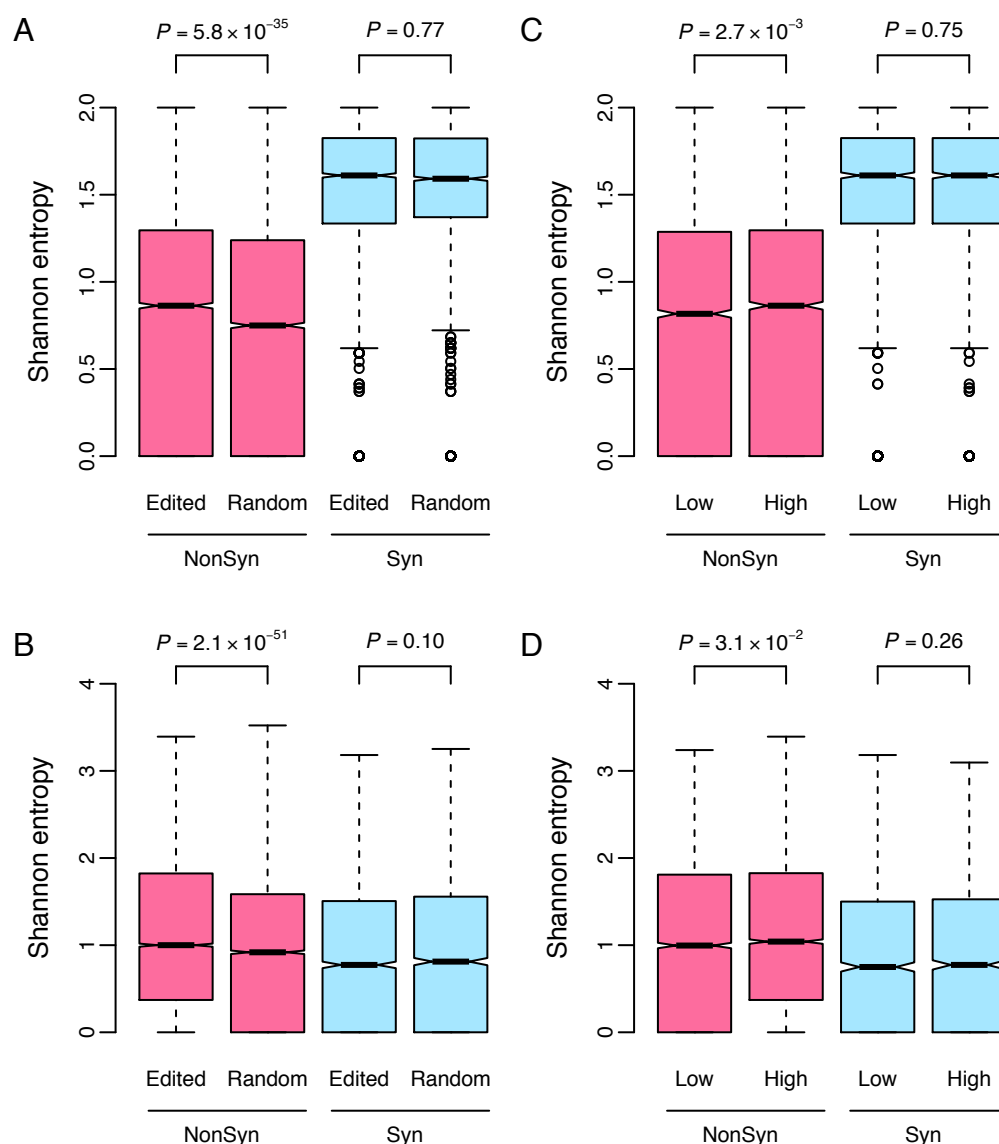 A
P = 5.8 × 10⁻³⁵
P = 0.77
Shannon entropy
2.0
1.5
1.0
0.5
0.0
Edited Random Edited Random
NonSyn Syn
C
P = 2.7 × 10⁻³
P = 0.75
Shannon entropy
2.0
1.5
1.0
0.5
0.0
Low High Low High
NonSyn Syn
B
P = 2.1 × 10⁻⁵¹
P = 0.10
Shannon entropy
4
3
2
1
0
Edited Random Edited Random
NonSyn Syn
D
P = 3.1 × 10⁻²
P = 0.26
Shannon entropy
4
3
2
1
0
Low High Low High
NonSyn Syn